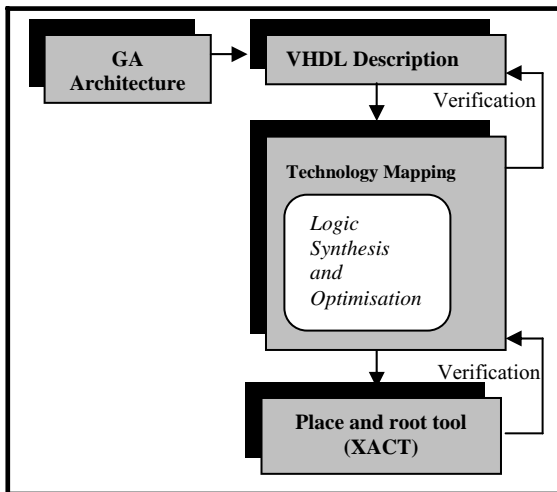 GA
Architecture
VHDL Description
Verification
Technology Mapping
Logic
Synthesis
and
Optimisation
Verification
Place and root tool
(XACT)